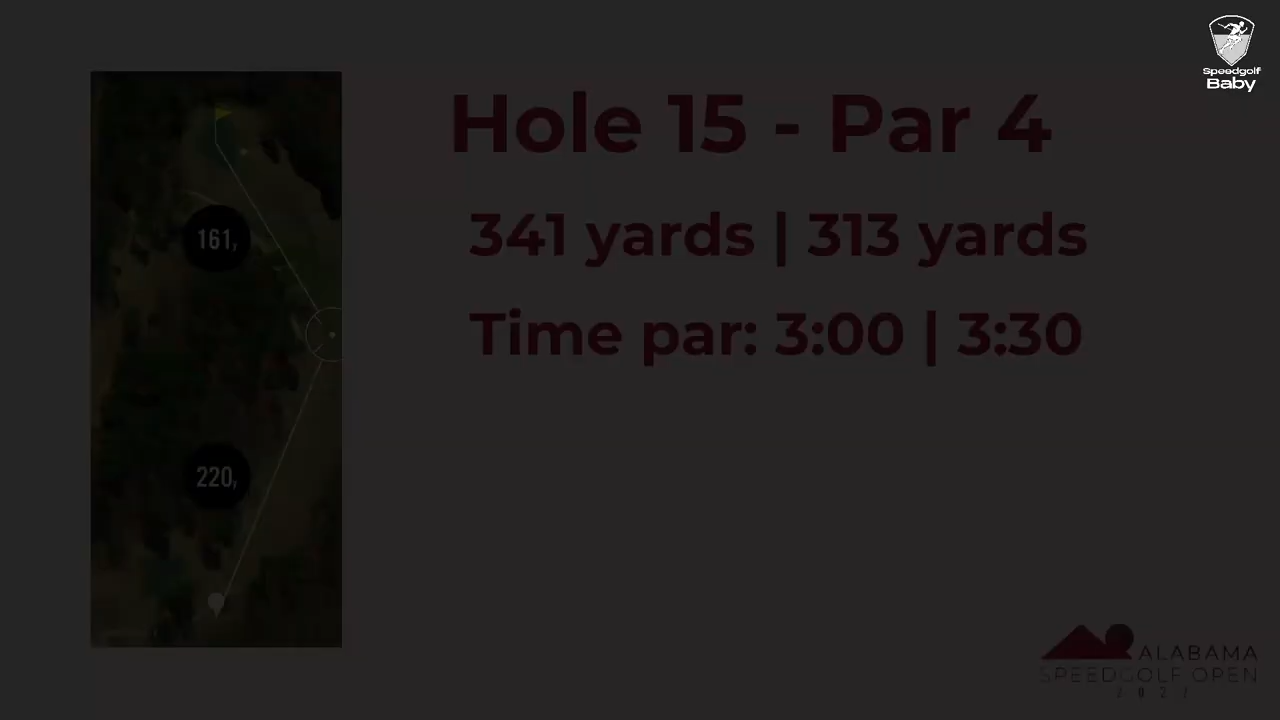 Speedgolf
Baby
Hole 15 - Par 4
341 yards | 313 yards
Time par: 3:00 | 3:30
161,
220,
ALABAMA
SPEEDGOLF OPEN